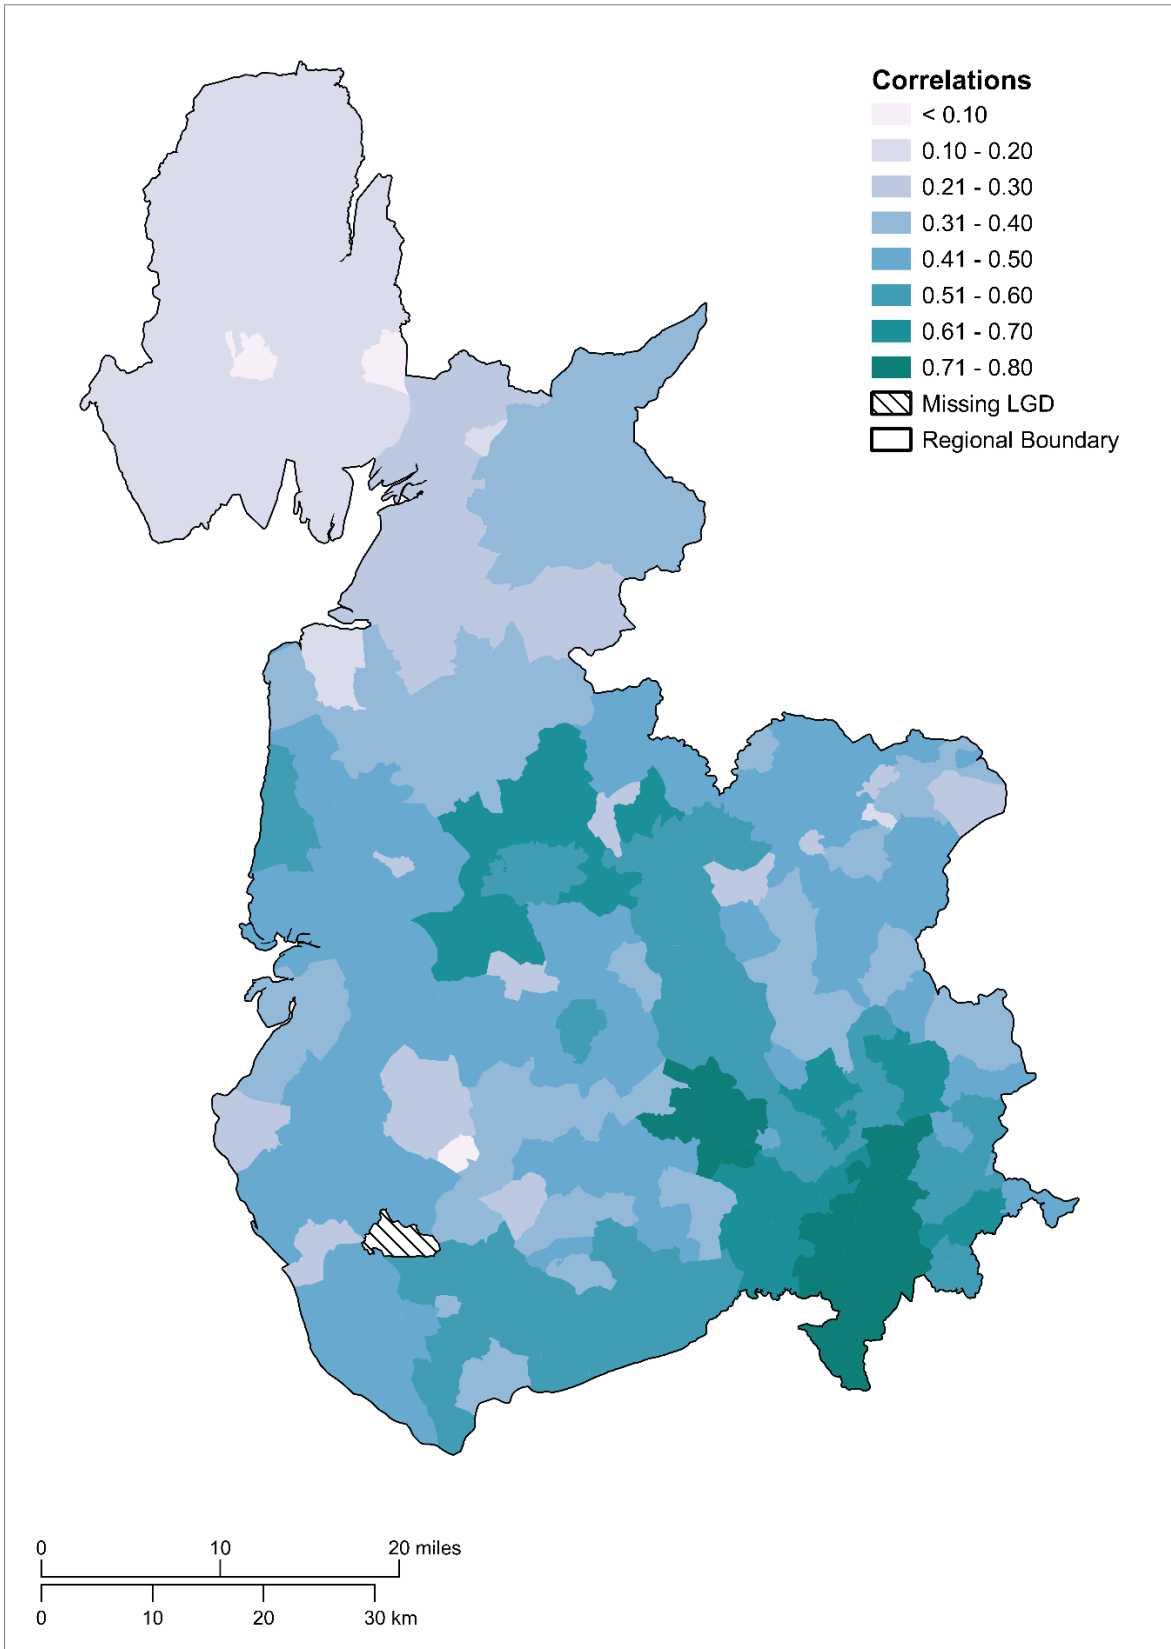 Correlations
< 0.10
0.10 - 0.20
0.21 - 0.30
0.31 - 0.40
0.41 - 0.50
0.51 - 0.60
0.61 - 0.70
0.71 - 0.80
Missing LGD
Regional Boundary
0 10 20 miles
0 10 20 30 km